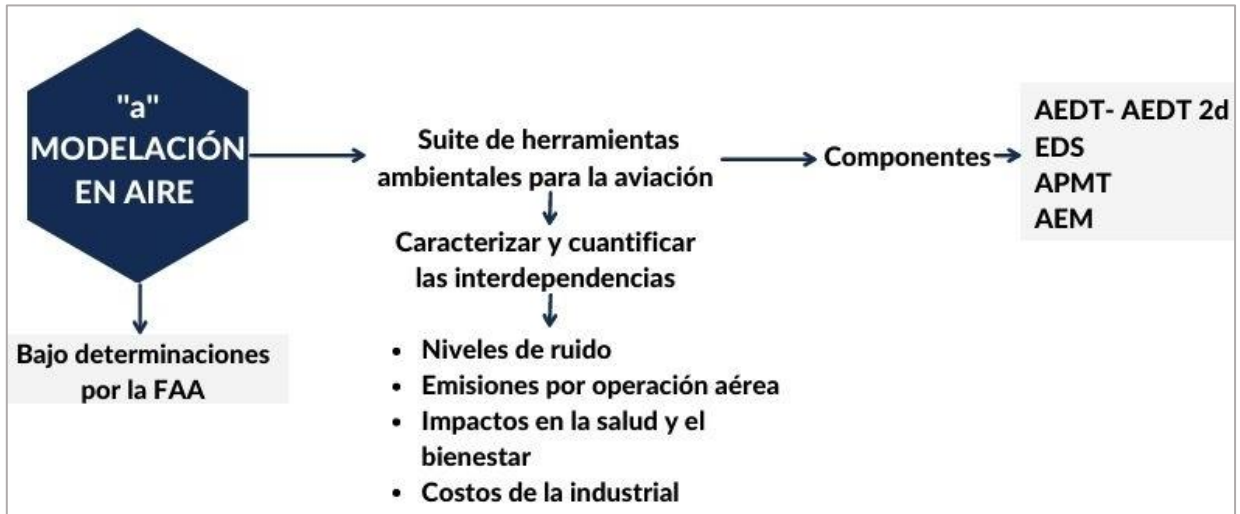 "a"
MODELACIÓN
EN AIRE
Bajo determinaciones
por la FAA
Suite de herramientas
ambientales para la aviación
Caracterizar y cuantificar
las interdependencias
• Niveles de ruido
• Emisiones por operación aérea
• Impactos en la salud y el
bienestar
• Costos de la industrial
Componentes
AEDT- AEDT 2d
EDS
APMT
AEM